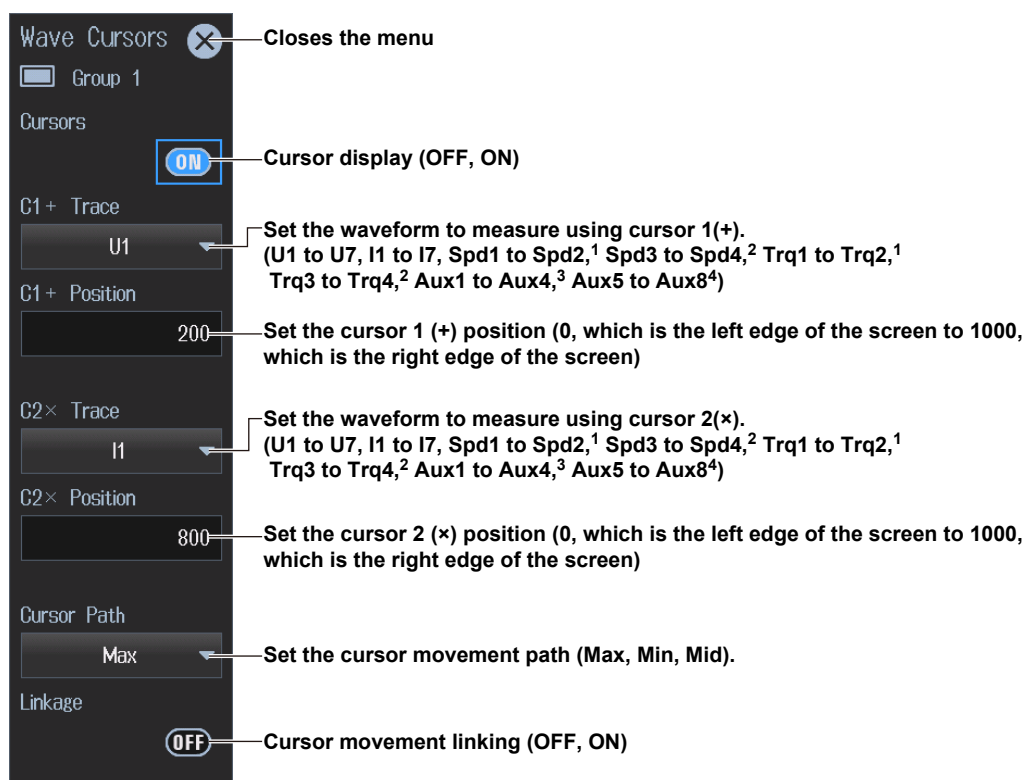 Wave Cursors
Closes the menu
Group 1
Cursors
ON
Cursor display (OFF, ON)
C1+ Trace
U1
Set the waveform to measure using cursor 1(+).
(U1 to U7, I1 to I7, Spd1 to Spd2,1 Spd3 to Spd4,2 Trq1 to Trq2,1
Trq3 to Trq4,2 Aux1 to Aux4,3 Aux5 to Aux84)
C1+ Position
200
Set the cursor 1 (+) position (0, which is the left edge of the screen to 1000,
which is the right edge of the screen)
C2× Trace
I1
Set the waveform to measure using cursor 2(×).
(U1 to U7, I1 to I7, Spd1 to Spd2,1 Spd3 to Spd4,2 Trq1 to Trq2,1
Trq3 to Trq4,2 Aux1 to Aux4,3 Aux5 to Aux84)
C2× Position
800
Set the cursor 2 (×) position (0, which is the left edge of the screen to 1000,
which is the right edge of the screen)
Cursor Path
Max
Set the cursor movement path (Max, Min, Mid).
Linkage
OFF
Cursor movement linking (OFF, ON)